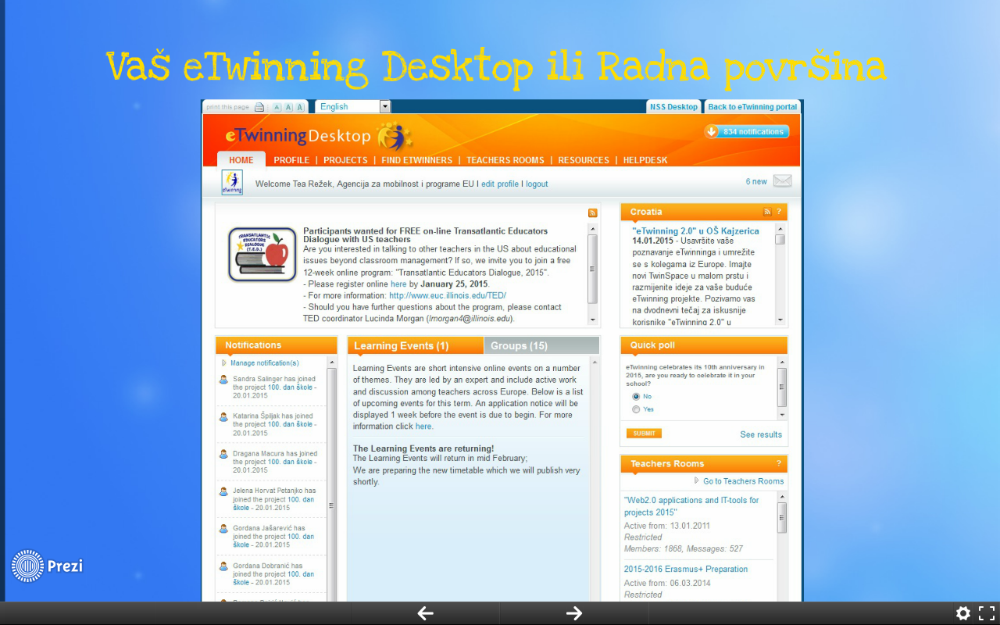 Vaš eTwinning Desktop ili Radna površina
print this page A A A English NSS Desktop Back to eTwinning portal
eTwinning Desktop
834 notifications
HOME PROFILE | PROJECTS | FIND ETWINNERS | TEACHERS ROOMS | RESOURCES | HELPDESK
eTwinning
Welcome Tea Režek, Agencija za mobilnost i programe EU I edit profile I logout
6 new
TRANSATLANTIC
EDUCATORS
DIALOGUE
(T.E.D.)
Participants wanted for FREE on-line Transatlantic Educators
Dialogue with US teachers
Are you interested in talking to other teachers in the US about educational
issues beyond classroom management? If so, we invite you to join a free
12-week online program: "Transatlantic Educators Dialogue, 2015".
- Please register online here by January 25, 2015.
- For more information: http://www.euc.illinois.edu/TED/
- Should you have further questions about the program, please contact
TED coordinator Lucinda Morgan (lmorgan4@illinois.edu).
Croatia ?
"eTwinning 2.0" u OŠ Kajzerica
14.01.2015 - Usavršite vaše
poznavanje eTwinninga i umrežite
se s kolegama iz Europe. Imajte
novi TwinSpace u malom prstu i
razmijenite ideje za vaše buduće
eTwinning projekte. Pozivamo vas
na dvodnevni tečaj za iskusnije
korisnike "eTwinning 2.0" u
Notifications
Manage notification(s)
Sandra Salinger has joined
the project 100. dan škole -
20.01.2015
Katarina Špiljak has joined
the project 100. dan škole -
20.01.2015
Dragana Macura has joined
the project 100. dan škole -
20.01.2015
Jelena Horvat Petanjko has
joined the project 100. dan
škole - 20.01.2015
Gordana Jašarević has
joined the project 100. dan
škole - 20.01.2015
Gordana Dobranić has
joined the project 100. dan
škole - 20.01.2015
Learning Events (1) Groups (15)
Learning Events are short intensive online events on a number
of themes. They are led by an expert and include active work
and discussion among teachers across Europe. Below is a list
of upcoming events for this term. An application notice will be
displayed 1 week before the event is due to begin. For more
information click here.
The Learning Events are returning!
The Learning Events will return in mid February;
We are preparing the new timetable which we will publish very
shortly.
Quick poll
eTwinning celebrates its 10th anniversary in
2015, are you ready to celebrate it in your
school?
No
Yes
SUBMIT See results
Teachers Rooms ?
Go to Teachers Rooms
"Web2.0 applications and IT-tools for
projects 2015"
Active from: 13.01.2011
Restricted
Members: 1868, Messages: 527
2015-2016 Erasmus+ Preparation
Active from: 06.03.2014
Restricted
Prezi